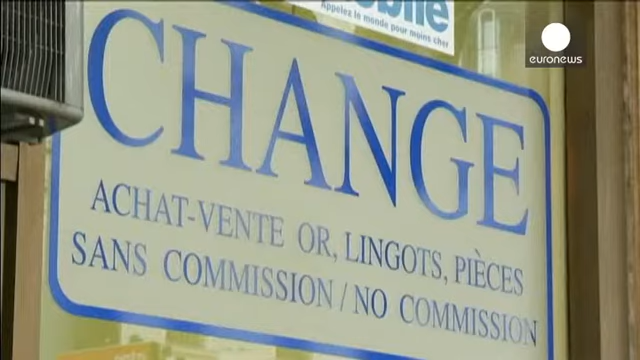 Appelez le monde pour moins cher
euronews
CHANGE
ACHAT-VENTE OR, LINGOTS, PIÈCES
SANS COMMISSION / NO COMMISSION